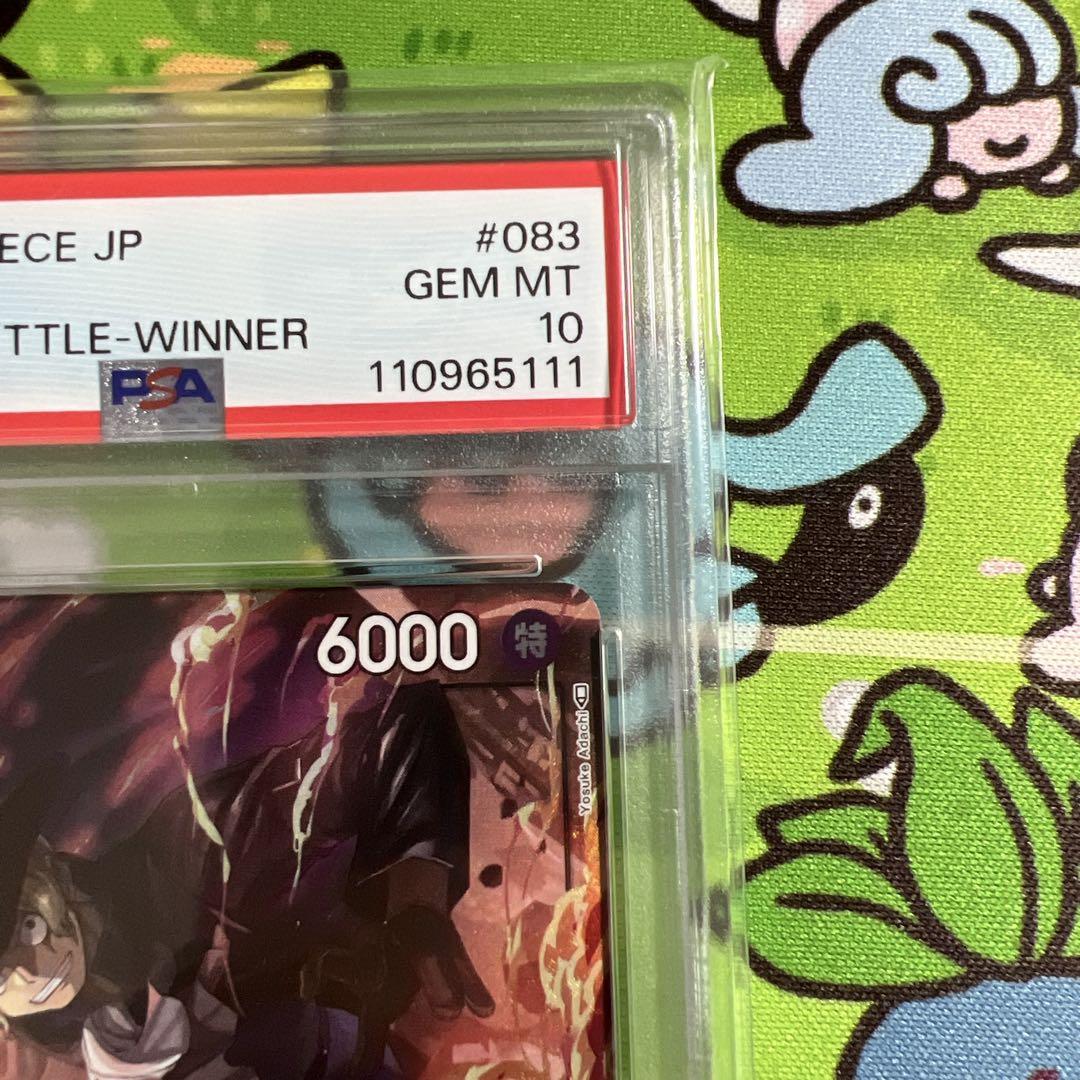 ECE JP
#083
GEM MT
TTLE-WINNER
10
PSA
110965111
6000 特
Yosuke Adachi